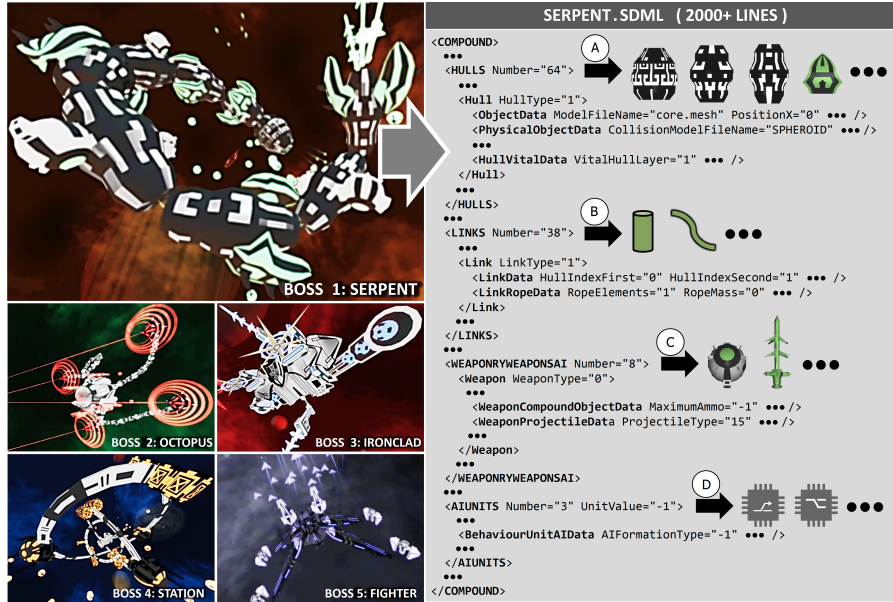 BOSS 1: SERPENT
BOSS 2: OCTOPUS
BOSS 3: IRONCLAD
BOSS 4: STATION
BOSS 5: FIGHTER
SERPENT.SDML ( 2000+ LINES )
<COMPOUND>
•••
<HULLS Number="64">
A
•••
•••
<Hull HullType="1">
<ObjectData ModelFileName="core.mesh" PositionX="0" ••• />
<PhysicalObjectData CollisionModelFileName="SPHEROID" ••• />
•••
<HullVitalData VitalHullLayer="1" ••• />
</Hull>
•••
</HULLS>
•••
<LINKS Number="38">
B
•••
•••
<Link LinkType="1">
<LinkData HullIndexFirst="0" HullIndexSecond="1" ••• />
<LinkRopeData RopeElements="1" RopeMass="0" ••• />
</Link>
•••
</LINKS>
•••
<WEAPONRYWEAPONSAI Number="8">
C
•••
<Weapon WeaponType="0">
•••
<WeaponCompoundObjectData MaximumAmmo="-1" ••• />
<WeaponProjectileData ProjectileType="15" ••• />
•••
</Weapon>
•••
</WEAPONRYWEAPONSAI>
•••
<AIUNITS Number="3" UnitValue="-1">
D
•••
•••
<BehaviourUnitAIData AIFormationType="-1" ••• />
•••
</AIUNITS>
•••
</COMPOUND>